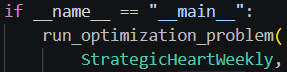 if __name__ == "__main__":
    run_optimization_problem(
        StrategicHeartWeekly,